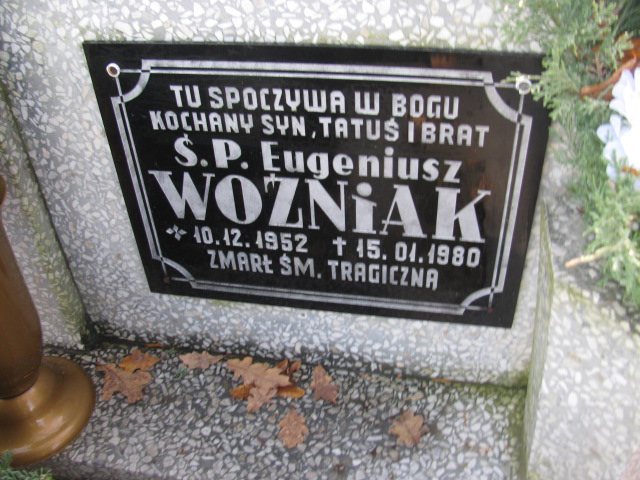 TU SPOCZYWA W BOGU
KOCHANY SYN, TATUŚ I BRAT
Ś.P. Eugeniusz
WOŹNiAK
* 10.12.1952 ✝ 15.01.1980
ZMARŁ ŚM. TRAGICZNĄ